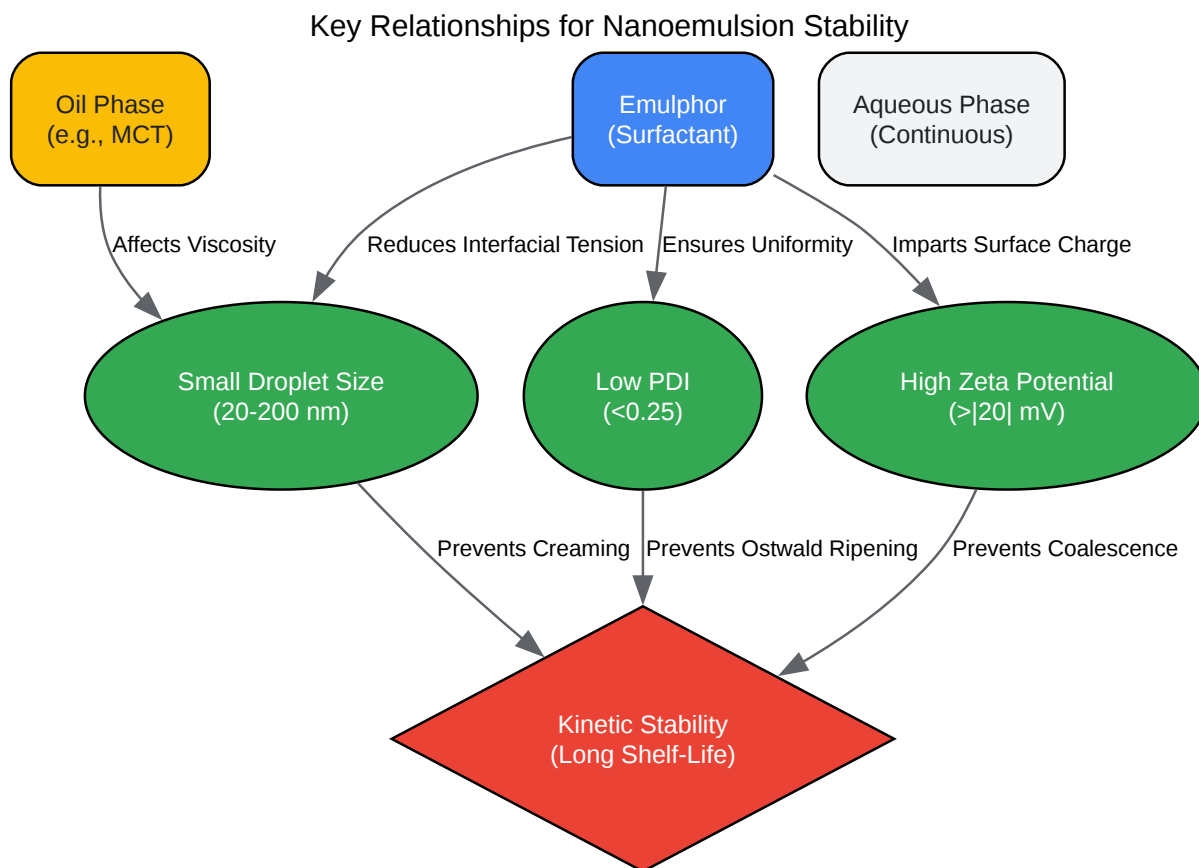 Key Relationships for Nanoemulsion Stability
Oil Phase
(e.g., MCT)
Emulphor
(Surfactant)
Aqueous Phase
(Continuous)
Affects Viscosity
Reduces Interfacial Tension
Ensures Uniformity
Imparts Surface Charge
Small Droplet Size
(20-200 nm)
Low PDI
(<0.25)
High Zeta Potential
(>|20| mV)
Prevents Creaming
Prevents Ostwald Ripening
Prevents Coalescence
Kinetic Stability
(Long Shelf-Life)